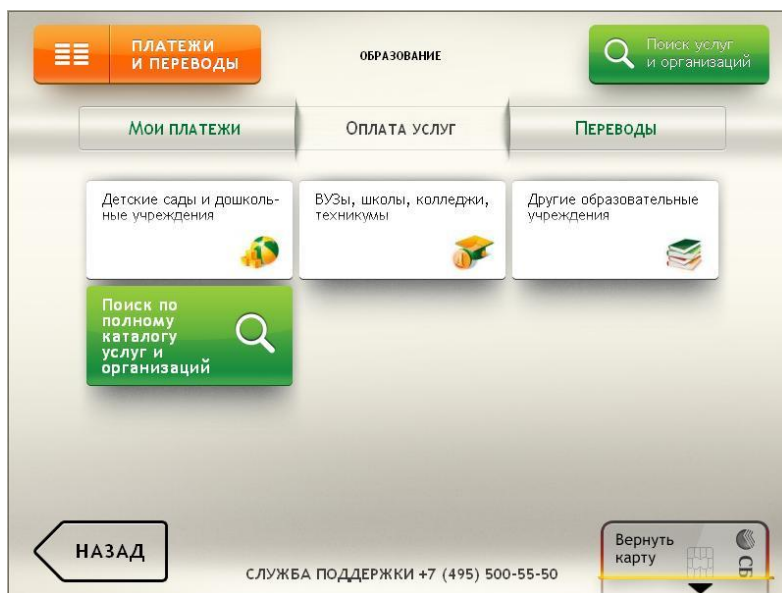 ПЛАТЕЖИ
И ПЕРЕВОДЫ
ОБРАЗОВАНИЕ
Поиск услуг
и организаций
МОИ ПЛАТЕЖИ
ОПЛАТА УСЛУГ
ПЕРЕВОДЫ
Детские сады и дошколь-
ные учреждения
ВУЗы, школы, колледжи,
техникумы
Другие образовательные
учреждения
Поиск по
полному
каталогу
услуг и
организаций
НАЗАД
СЛУЖБА ПОДДЕРЖКИ +7 (495) 500-55-50
Вернуть
карту
СБ